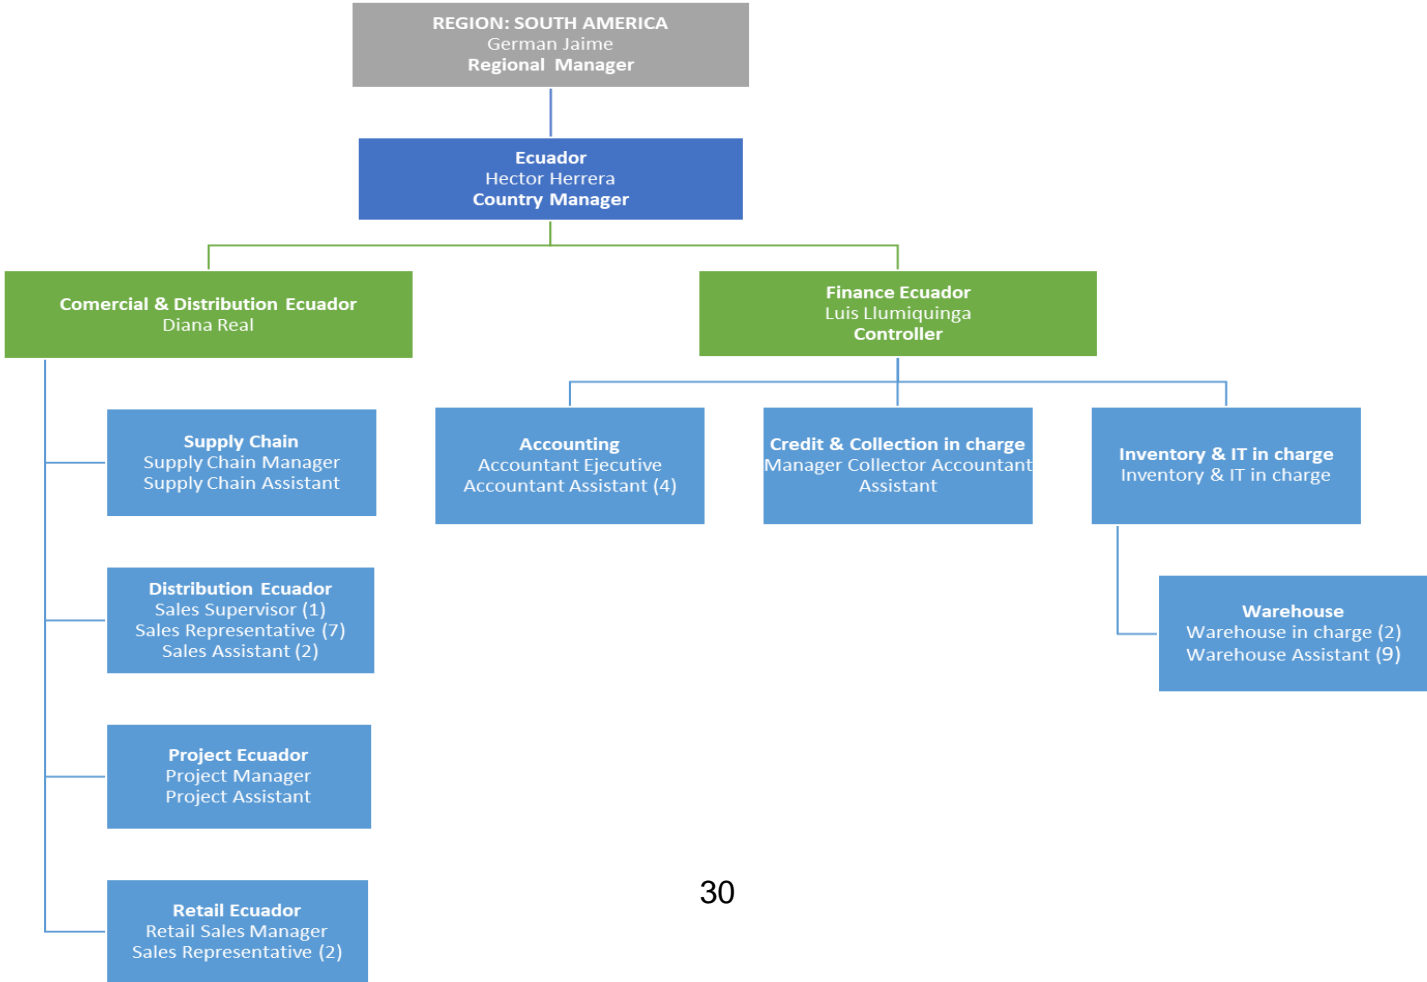 REGION: SOUTH AMERICA
German Jaime
Regional Manager
Ecuador
Hector Herrera
Country Manager
Comercial & Distribution Ecuador
Diana Real
Finance Ecuador
Luis Llumiquinga
Controller
Supply Chain
Supply Chain Manager
Supply Chain Assistant
Accounting
Accountant Ejecutive
Accountant Assistant (4)
Credit & Collection in charge
Manager Collector Accountant
Assistant
Inventory & IT in charge
Inventory & IT in charge
Distribution Ecuador
Sales Supervisor (1)
Sales Representative (7)
Sales Assistant (2)
Warehouse
Warehouse in charge (2)
Warehouse Assistant (9)
Project Ecuador
Project Manager
Project Assistant
Retail Ecuador
Retail Sales Manager
Sales Representative (2)
30